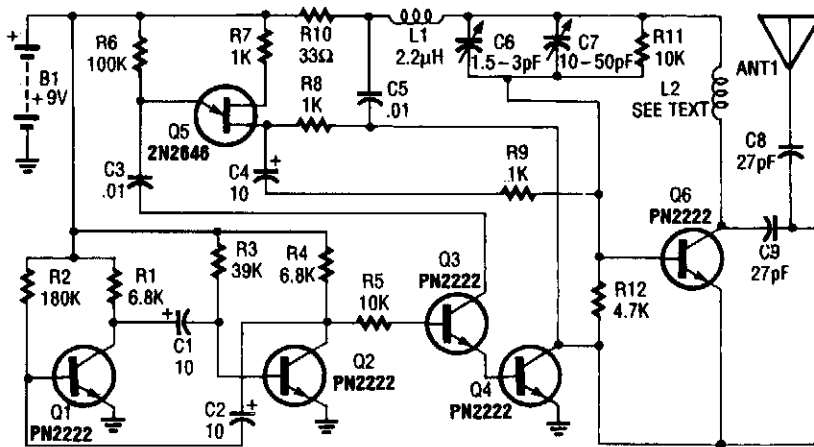 +
B1
+9V
R6
100K
R7
1K
R10
33Ω
L1
2.2μH
C6
1.5–3pF
C7
10–50pF
R11
10K
ANT1
L2
SEE TEXT
R8
1K
C5
.01
Q5
2N2646
C3
.01
C4
10
+
R9
1K
C8
27pF
Q6
PN2222
C9
27pF
R2
180K
R1
6.8K
R3
39K
R4
6.8K
R5
10K
Q3
PN2222
R12
4.7K
+
C1
10
Q1
PN2222
C2
10
+
Q2
PN2222
Q4
PN2222